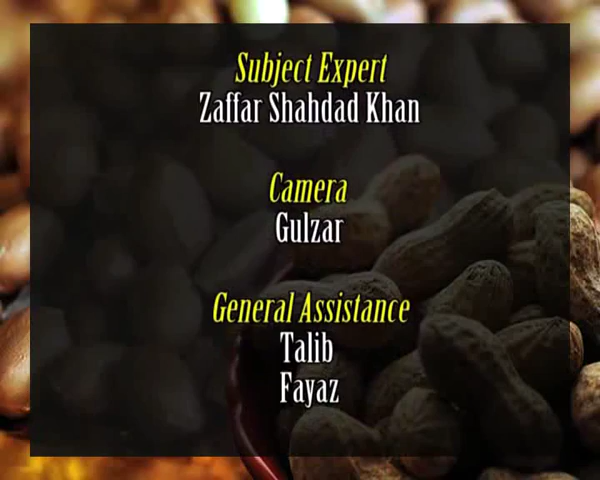 Subject Expert
Zaffar Shahdad Khan
Camera
Gulzar
General Assistance
Talib
Fayaz